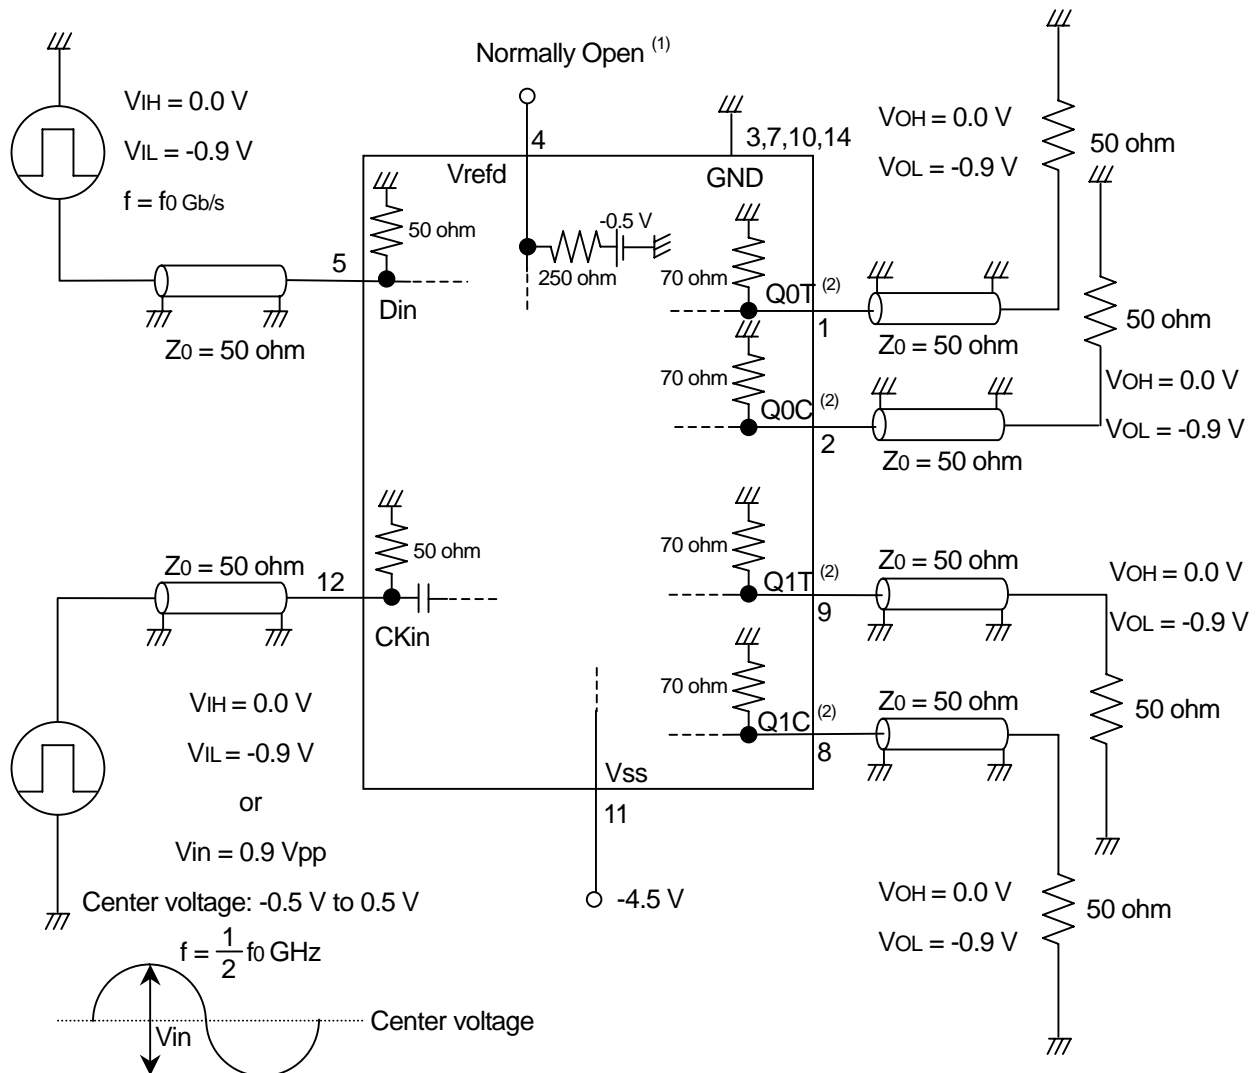 Normally Open (1)
VIH = 0.0 V
VIL = -0.9 V
f = f0 Gb/s
4
3,7,10,14
VOH = 0.0 V
VOL = -0.9 V
50 ohm
Vrefd
GND
50 ohm
-0.5 V
250 ohm
5
Din
Z0 = 50 ohm
70 ohm
Q0T (2)
1
Z0 = 50 ohm
50 ohm
70 ohm
Q0C (2)
2
Z0 = 50 ohm
VOH = 0.0 V
VOL = -0.9 V
Z0 = 50 ohm
12
50 ohm
CKin
70 ohm
Q1T (2)
9
Z0 = 50 ohm
VOH = 0.0 V
VOL = -0.9 V
50 ohm
70 ohm
Q1C (2)
8
Z0 = 50 ohm
VIH = 0.0 V
VIL = -0.9 V
or
Vin = 0.9 Vpp
Center voltage: -0.5 V to 0.5 V
f = 1/2 f0 GHz
Vss
11
-4.5 V
VOH = 0.0 V
VOL = -0.9 V
50 ohm
Vin
Center voltage